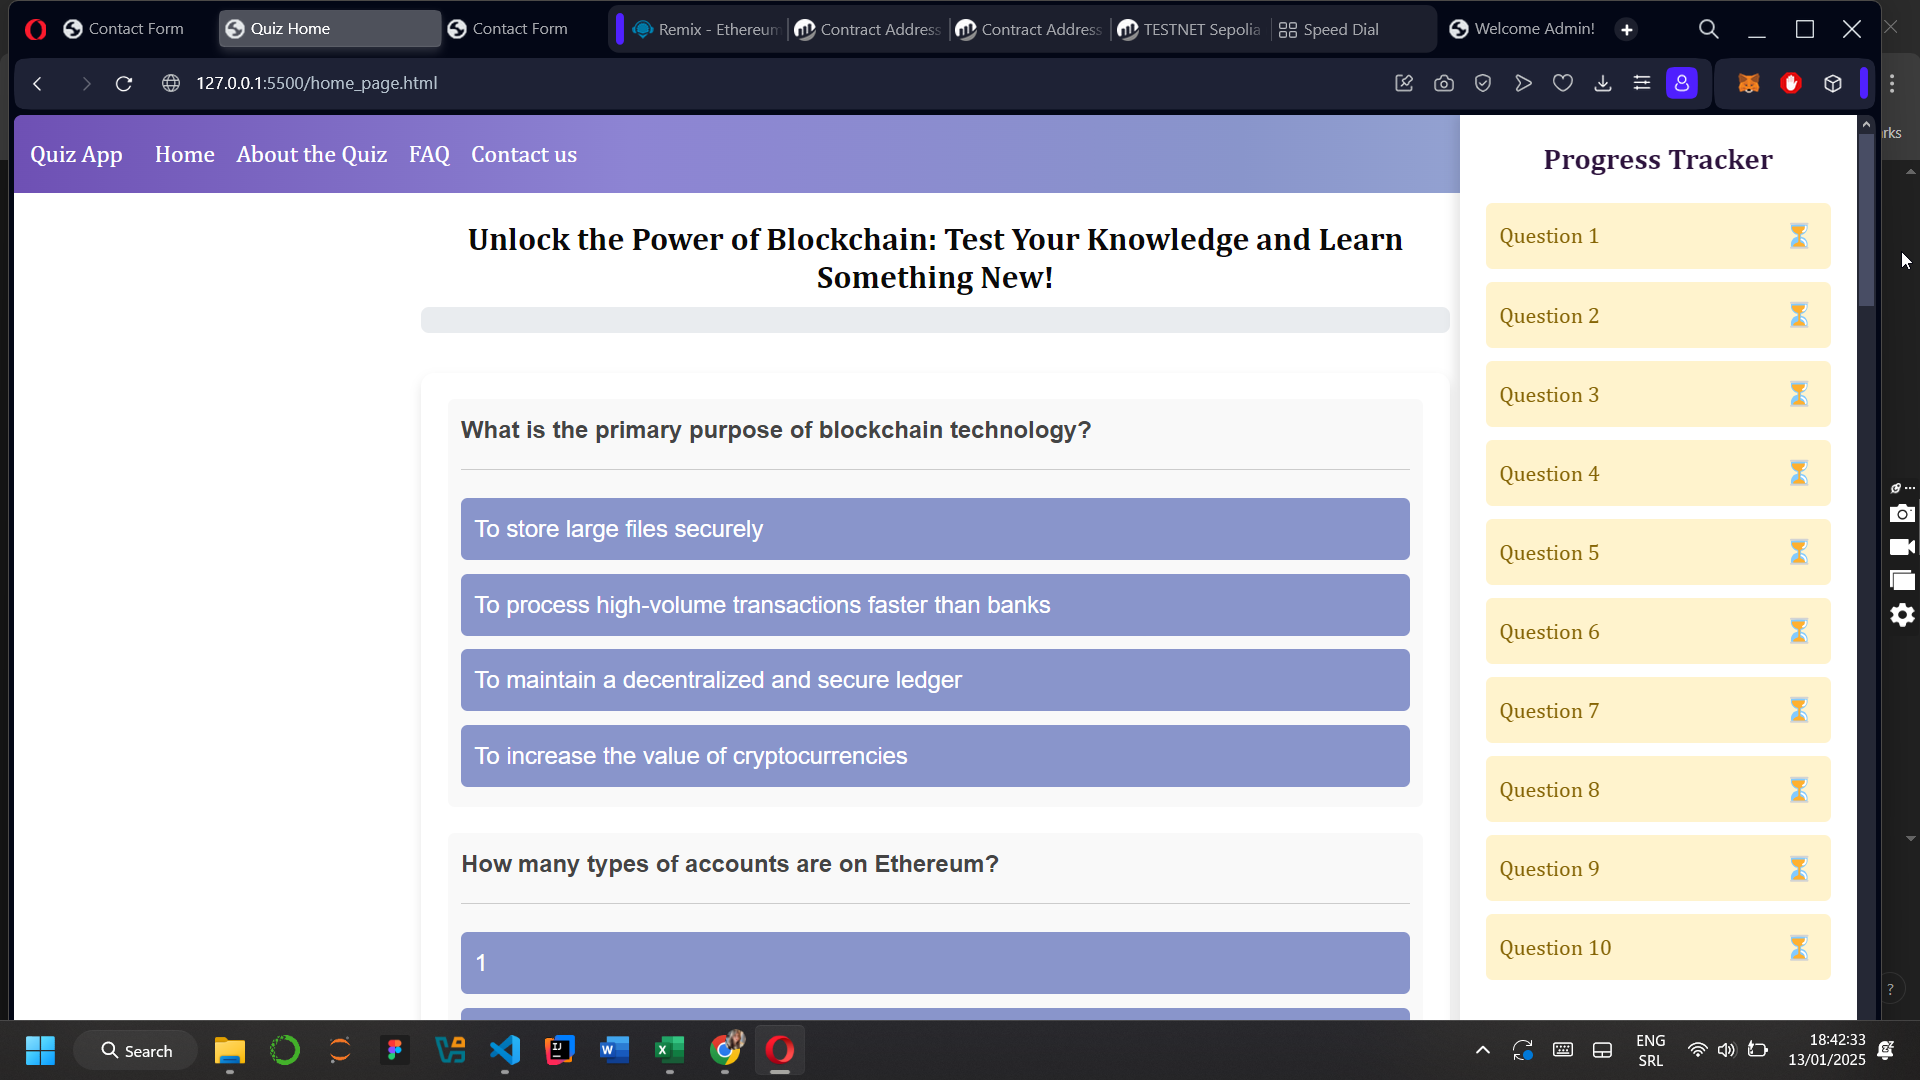 Contact Form
Quiz Home
Contact Form
Remix - Ethereum
Contract Address
Contract Address
TESTNET Sepolia
Speed Dial
Welcome Admin!
127.0.0.1:5500/home_page.html
rks
Quiz App
Home
About the Quiz
FAQ
Contact us
Unlock the Power of Blockchain: Test Your Knowledge and Learn
Something New!
What is the primary purpose of blockchain technology?
To store large files securely
To process high-volume transactions faster than banks
To maintain a decentralized and secure ledger
To increase the value of cryptocurrencies
How many types of accounts are on Ethereum?
1
Progress Tracker
Question 1
Question 2
Question 3
Question 4
Question 5
Question 6
Question 7
Question 8
Question 9
Question 10
?
Search
ENG
SRL
18:42:33
13/01/2025